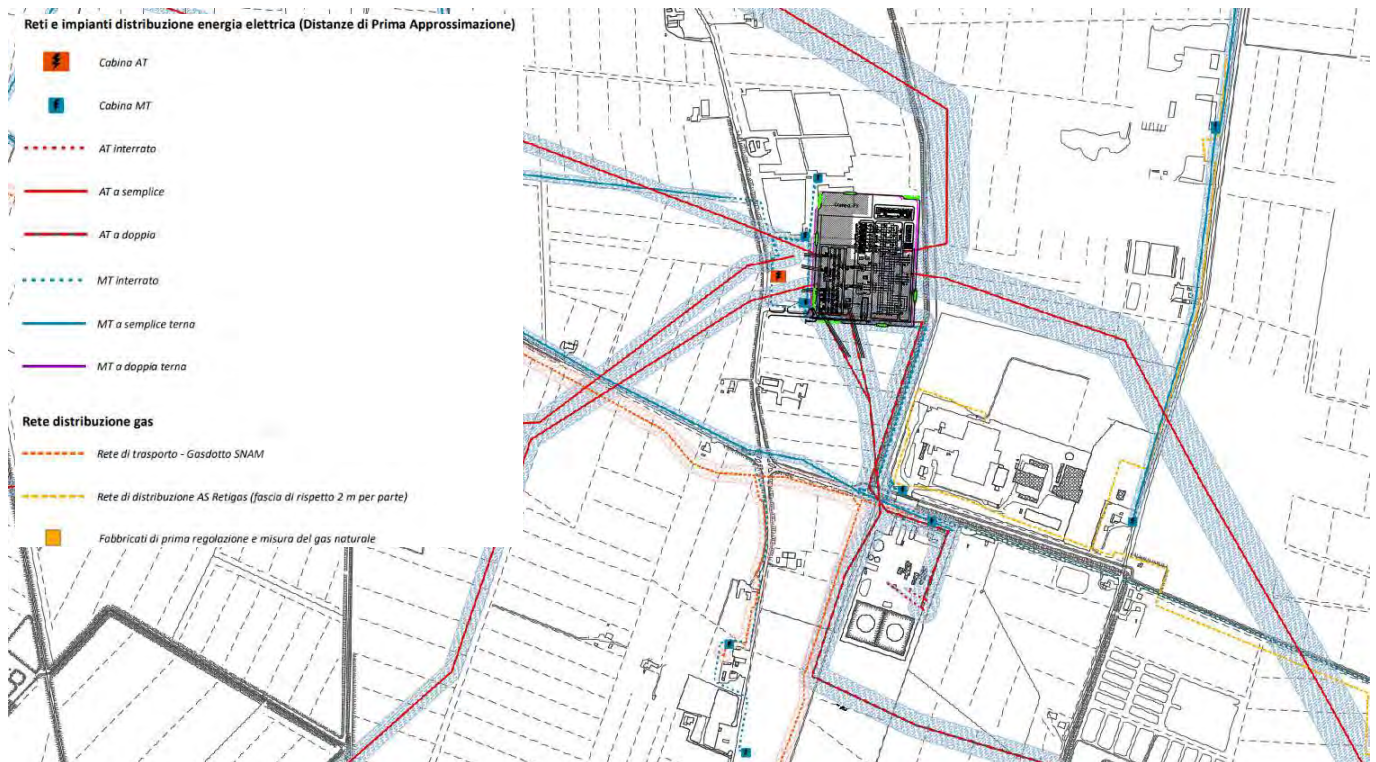 Reti e impianti distribuzione energia elettrica (Distanze di Prima Approssimazione)
Cabina AT
Cabina MT
AT interrato
AT a semplice
AT a doppia
MT interrato
MT a semplice terna
MT a doppia terna
Rete distribuzione gas
Rete di trasporto - Gasdotto SNAM
Rete di distribuzione AS Retigas (fascia di rispetto 2 m per parte)
Fabbricati di prima regolazione e misura del gas naturale